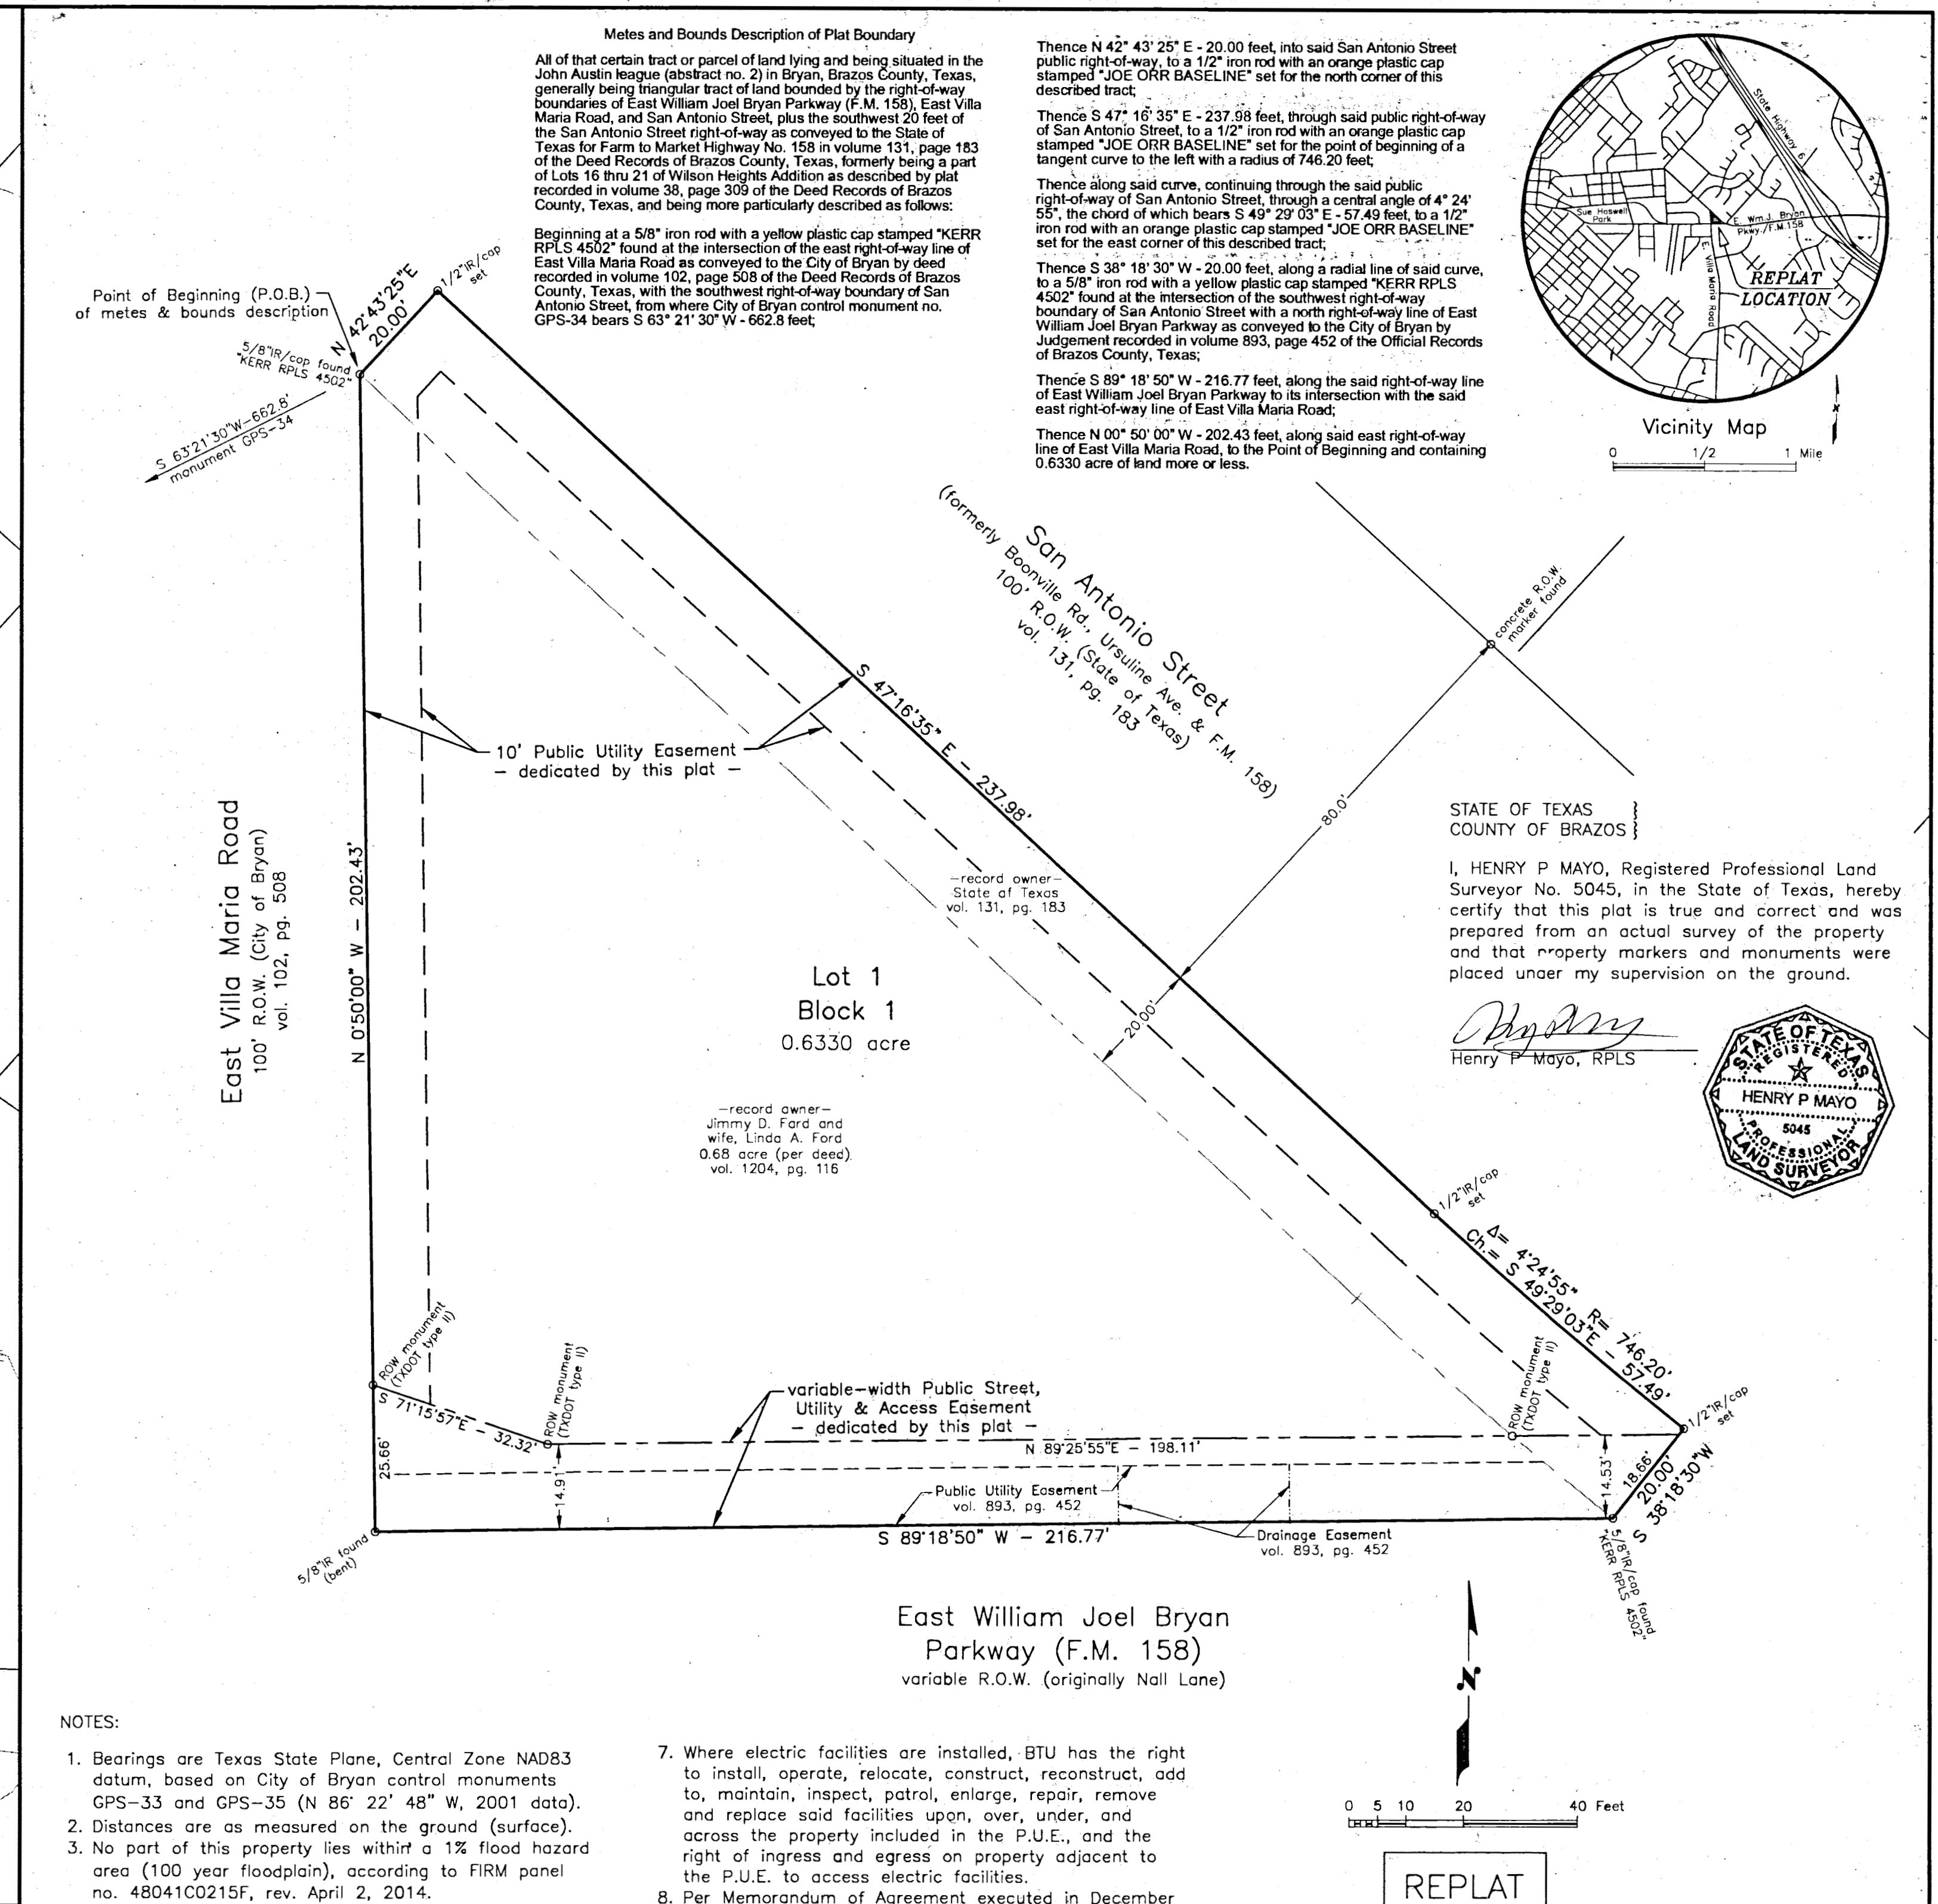 Metes and Bounds Description of Plat Boundary
All of that certain tract or parcel of land lying and being situated in the
John Austin league (abstract no. 2) in Bryan, Brazos County, Texas,
generally being triangular tract of land bounded by the right-of-way
boundaries of East William Joel Bryan Parkway (F.M. 158), East Villa
Maria Road, and San Antonio Street, plus the southwest 20 feet of
the San Antonio Street right-of-way as conveyed to the State of
Texas for Farm to Market Highway No. 158 in volume 131, page 183
of the Deed Records of Brazos County, Texas, formerly being a part
of Lots 16 thru 21 of Wilson Heights Addition as described by plat
recorded in volume 38, page 309 of the Deed Records of Brazos
County, Texas, and being more particularly described as follows:
Beginning at a 5/8" iron rod with a yellow plastic cap stamped "KERR
RPLS 4502" found at the intersection of the east right-of-way line of
East Villa Maria Road as conveyed to the City of Bryan by deed
recorded in volume 102, page 508 of the Deed Records of Brazos
County, Texas, with the southwest right-of-way boundary of San
Antonio Street, from where City of Bryan control monument no.
GPS-34 bears S 63° 21' 30" W - 662.8 feet;
Thence N 42° 43' 25" E - 20.00 feet, into said San Antonio Street
public right-of-way, to a 1/2" iron rod with an orange plastic cap
stamped "JOE ORR BASELINE" set for the north corner of this
described tract;
Thence S 47° 16' 35" E - 237.98 feet, through said public right-of-way
of San Antonio Street, to a 1/2" iron rod with an orange plastic cap
stamped "JOE ORR BASELINE" set for the point of beginning of a
tangent curve to the left with a radius of 746.20 feet;
Thence along said curve, continuing through the said public
right-of-way of San Antonio Street, through a central angle of 4° 24'
55", the chord of which bears S 49° 29' 03" E - 57.49 feet, to a 1/2"
iron rod with an orange plastic cap stamped "JOE ORR BASELINE"
set for the east corner of this described tract;
Thence S 38° 18' 30" W - 20.00 feet, along a radial line of said curve,
to a 5/8" iron rod with a yellow plastic cap stamped "KERR RPLS
4502" found at the intersection of the southwest right-of-way
boundary of San Antonio Street with a north right-of-way line of East
William Joel Bryan Parkway as conveyed to the City of Bryan by
Judgement recorded in volume 893, page 452 of the Official Records
of Brazos County, Texas;
Thence S 89° 18' 50" W - 216.77 feet, along the said right-of-way line
of East William Joel Bryan Parkway to its intersection with the said
east right-of-way line of East Villa Maria Road;
Thence N 00° 50' 00" W - 202.43 feet, along said east right-of-way
line of East Villa Maria Road, to the Point of Beginning and containing
0.6330 acre of land more or less.
State Highway 6
Sue Haswell
Park
E. Wm.J. Bryan
Pkwy./F.M.158
E. Villa Maria Road
REPLAT
LOCATION
Vicinity Map
0 1/2 1 Mile
Point of Beginning (P.O.B.)
of metes & bounds description
N 42°43'25"E
20.00'
1/2"IR/cap
set
5/8"IR/cap found
"KERR RPLS 4502"
S 63°21'30"W-662.8'
monument GPS-34
San Antonio Street
(formerly Boonville Rd., Ursuline Ave. & F.M. 158)
100' R.O.W. (State of Texas)
vol. 131, pg. 183
concrete R.O.W.
marker found
80.0'
S 47°16'35" E - 237.98'
10' Public Utility Easement
- dedicated by this plat -
East Villa Maria Road
100' R.O.W. (City of Bryan)
vol. 102, pg. 508
N 0°50'00" W - 202.43'
-record owner-
State of Texas
vol. 131, pg. 183
Lot 1
Block 1
0.6330 acre
20.00'
-record owner-
Jimmy D. Ford and
wife, Linda A. Ford
0.68 acre (per deed)
vol. 1204, pg. 116
STATE OF TEXAS
COUNTY OF BRAZOS
I, HENRY P MAYO, Registered Professional Land
Surveyor No. 5045, in the State of Texas, hereby
certify that this plat is true and correct and was
prepared from an actual survey of the property
and that property markers and monuments were
placed under my supervision on the ground.
Henry P Mayo, RPLS
STATE OF TEXAS
REGISTERED
HENRY P MAYO
5045
PROFESSIONAL
LAND SURVEYOR
1/2"IR/cap
set
Δ= 4°24'55" R= 746.20'
Ch.= S 49°29'03"E - 57.49'
1/2"IR/cap
set
ROW monument
(TXDOT type II)
S 71°15'57"E - 32.32'
ROW monument
(TXDOT type II)
variable-width Public Street,
Utility & Access Easement
- dedicated by this plat -
N 89°25'55"E - 198.11'
ROW monument
(TXDOT type II)
25.66'
14.91'
Public Utility Easement
vol. 893, pg. 452
14.53'
18.66'
20.00'
S 38°18'30"W
S 89°18'50" W - 216.77'
Drainage Easement
vol. 893, pg. 452
5/8"IR found
(bent)
5/8"IR/cap found
"KERR RPLS 4502"
East William Joel Bryan
Parkway (F.M. 158)
variable R.O.W. (originally Nall Lane)
N
0 5 10 20 40 Feet
REPLAT
NOTES:
1. Bearings are Texas State Plane, Central Zone NAD83
datum, based on City of Bryan control monuments
GPS-33 and GPS-35 (N 86° 22' 48" W, 2001 data).
2. Distances are as measured on the ground (surface).
3. No part of this property lies within a 1% flood hazard
area (100 year floodplain), according to FIRM panel
no. 48041C0215F, rev. April 2, 2014.
7. Where electric facilities are installed, BTU has the right
to install, operate, relocate, construct, reconstruct, add
to, maintain, inspect, patrol, enlarge, repair, remove
and replace said facilities upon, over, under, and
across the property included in the P.U.E., and the
right of ingress and egress on property adjacent to
the P.U.E. to access electric facilities.
8. Per Memorandum of Agreement executed in December